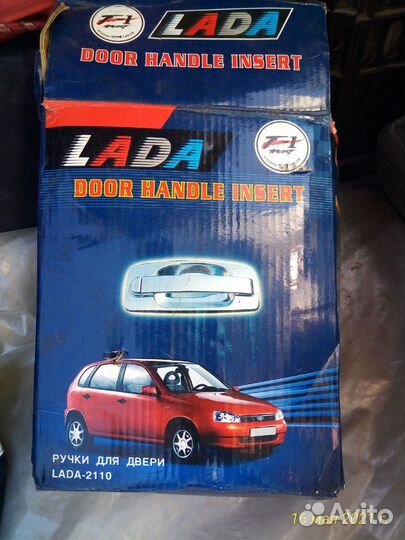 LADA
DOOR HANDLE INSERT
LADA
DOOR HANDLE INSERT
РУЧКИ ДЛЯ ДВЕРИ
LADA-2110
16 мая 2021 г.
Avito